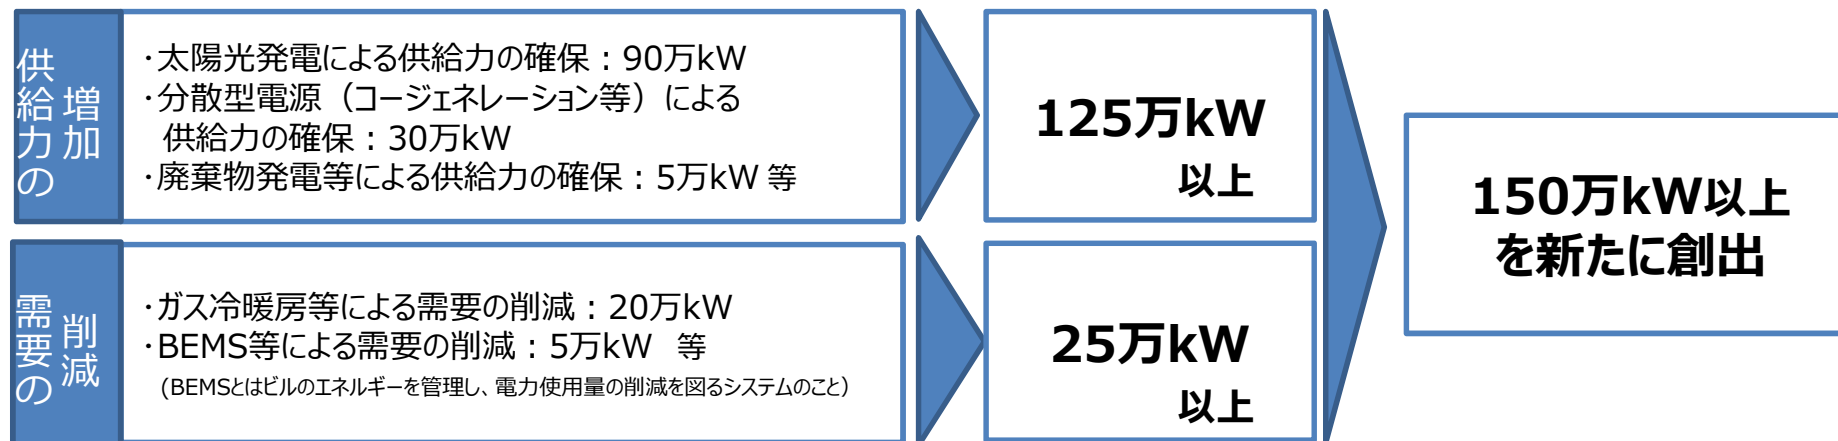 供給力の
増加
・太陽光発電による供給力の確保：90万kW
・分散型電源（コージェネレーション等）による
供給力の確保：30万kW
・廃棄物発電等による供給力の確保：5万kW 等
125万kW
以上
需要の
削減
・ガス冷暖房等による需要の削減：20万kW
・BEMS等による需要の削減：5万kW　等
(BEMSとはビルのエネルギーを管理し、電力使用量の削減を図るシステムのこと）
25万kW
以上
150万kW以上
を新たに創出